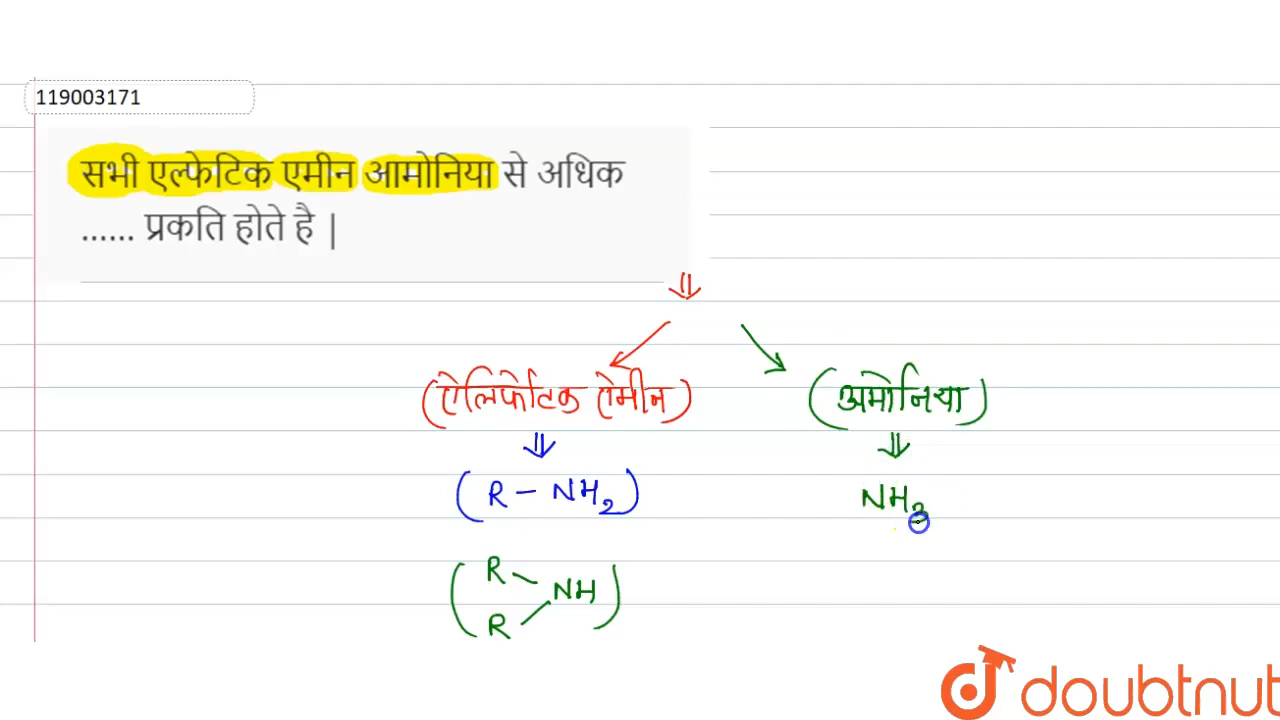 119003171
सभी एल्फेटिक एमीन आमोनिया से अधिक
...... प्रकति होते है |
⇓
(ऐलिफेटिक ऐमीन) (अमोनिया)
⇓ ⇓
(R – NH₂) NH₃
(R
NH)
R
doubtnut